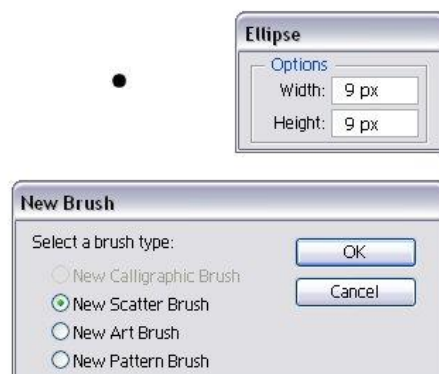 Ellipse
Options
Width: 9 px
Height: 9 px
New Brush
Select a brush type:
OK
New Calligraphic Brush
Cancel
New Scatter Brush
New Art Brush
New Pattern Brush